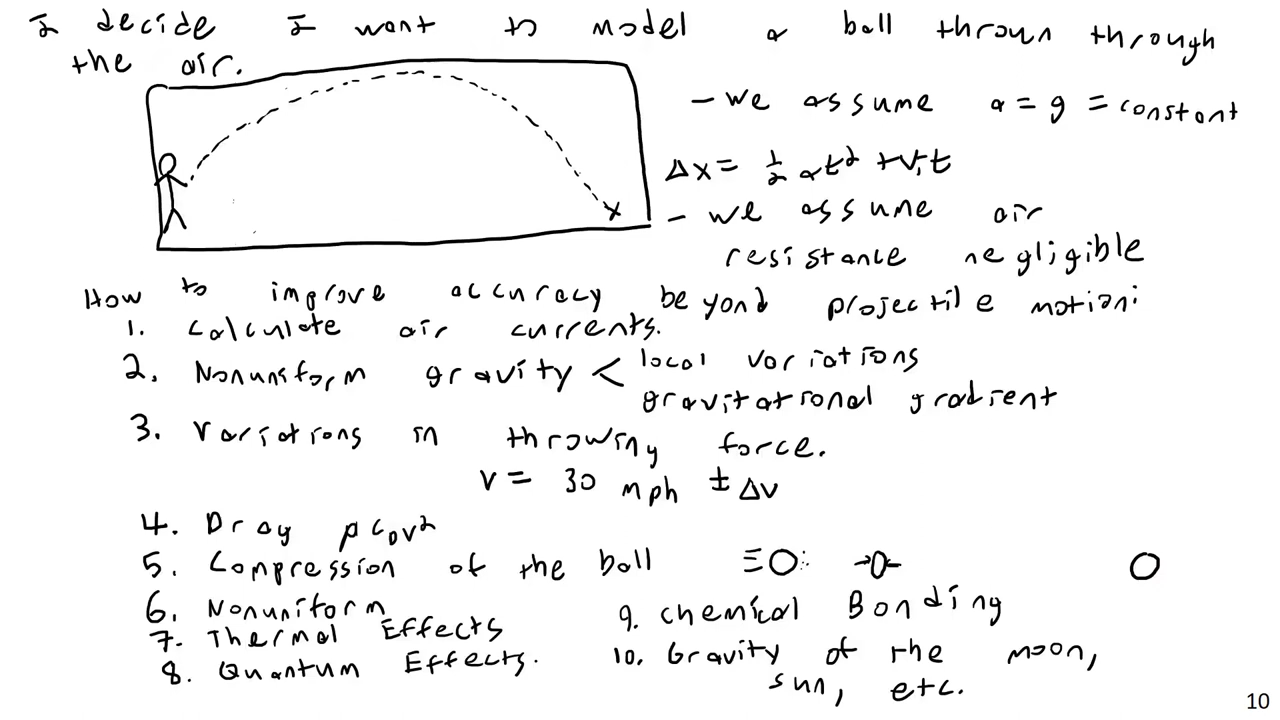 I decide I want to model a ball thrown through
the air.
- we assume a = g = constant
Δx = 1/2 at² + v₁t
- we assume air
resistance negligible
How to improve accuracy beyond projectile motion:
1. Calculate air currents.
2. Nonuniform gravity < local variations
gravitational gradient
3. Variations in throwing force.
v = 30 mph ± Δv
4. Drag ρC_Dv²
5. Compression of the ball
6. Nonuniform
7. Thermal Effects
8. Quantum Effects.
9. Chemical Bonding
10. Gravity of the moon,
sun, etc.
10